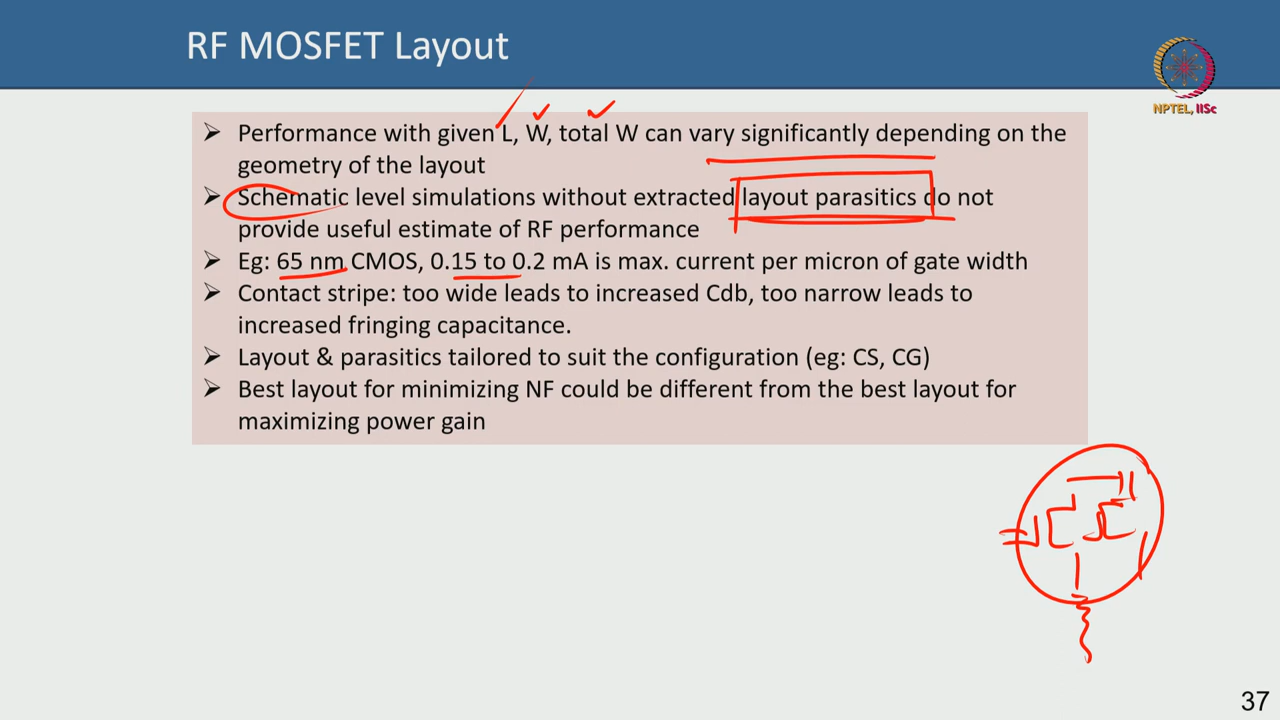 RF MOSFET Layout
NPTEL, IISc
➢ Performance with given L, W, total W can vary significantly depending on the
geometry of the layout
➢ Schematic level simulations without extracted layout parasitics do not
provide useful estimate of RF performance
➢ Eg: 65 nm CMOS, 0.15 to 0.2 mA is max. current per micron of gate width
➢ Contact stripe: too wide leads to increased Cdb, too narrow leads to
increased fringing capacitance.
➢ Layout & parasitics tailored to suit the configuration (eg: CS, CG)
➢ Best layout for minimizing NF could be different from the best layout for
maximizing power gain
37